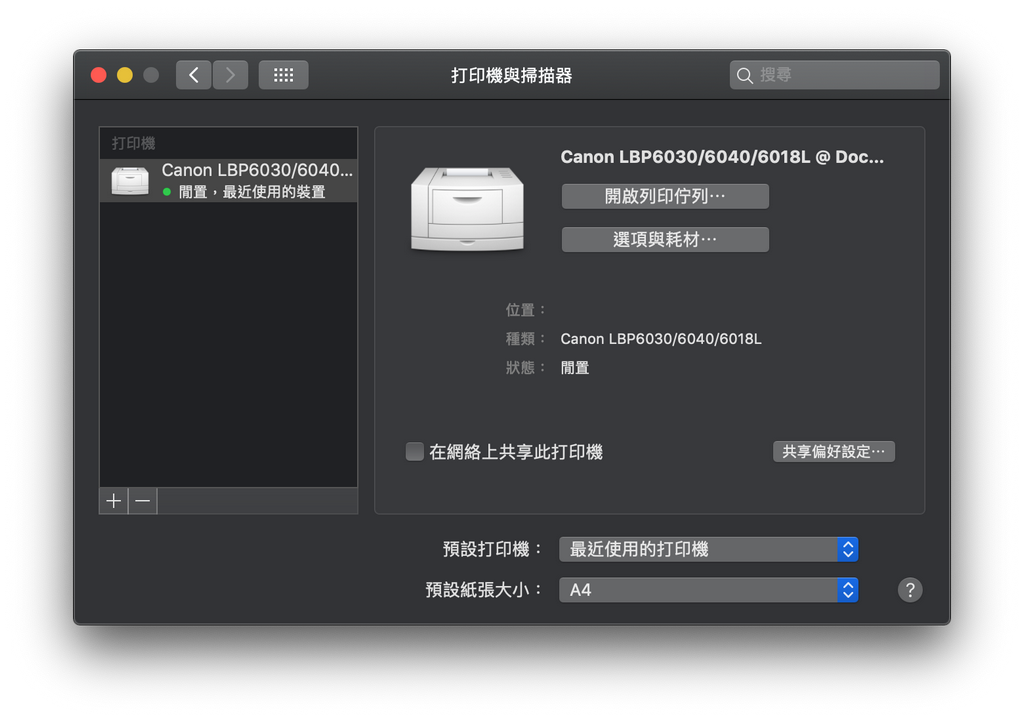 打印機與掃描器
搜尋
打印機
Canon LBP6030/6040...
閒置，最近使用的裝置
Canon LBP6030/6040/6018L @ Doc...
開啟列印佇列⋯
選項與耗材⋯
位置：
種類： Canon LBP6030/6040/6018L
狀態： 閒置
在網絡上共享此打印機
共享偏好設定⋯
預設打印機： 最近使用的打印機
預設紙張大小： A4
?